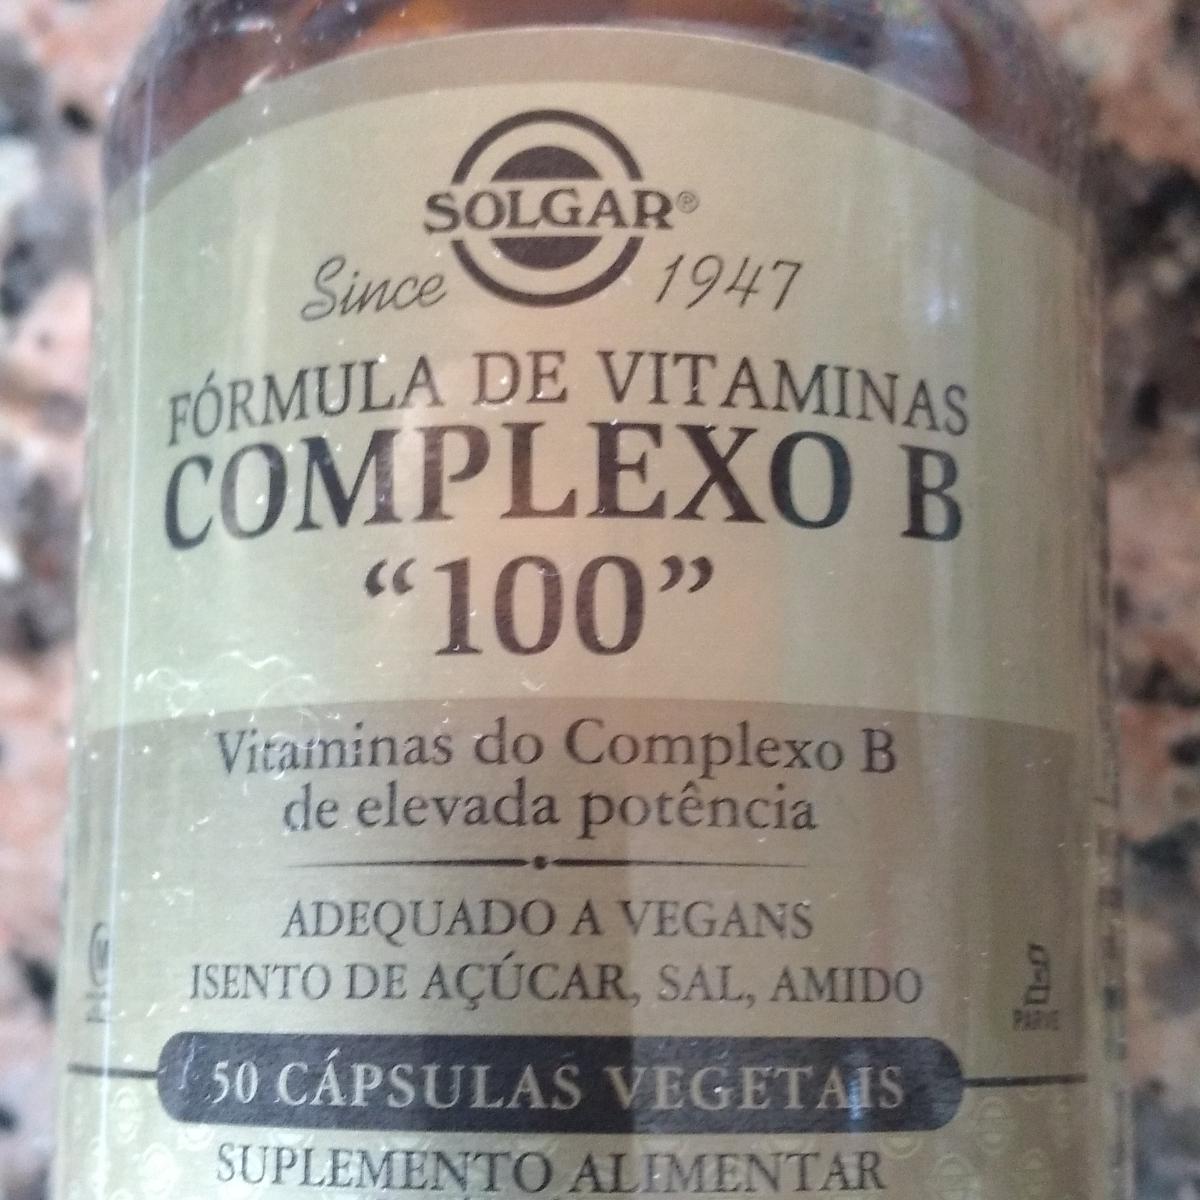 SOLGAR®
Since 1947
FÓRMULA DE VITAMINAS
COMPLEXO B
“100”
Vitaminas do Complexo B
de elevada potência
ADEQUADO A VEGANS
ISENTO DE AÇÚCAR, SAL, AMIDO
PARVE
50 CÁPSULAS VEGETAIS
SUPLEMENTO ALIMENTAR